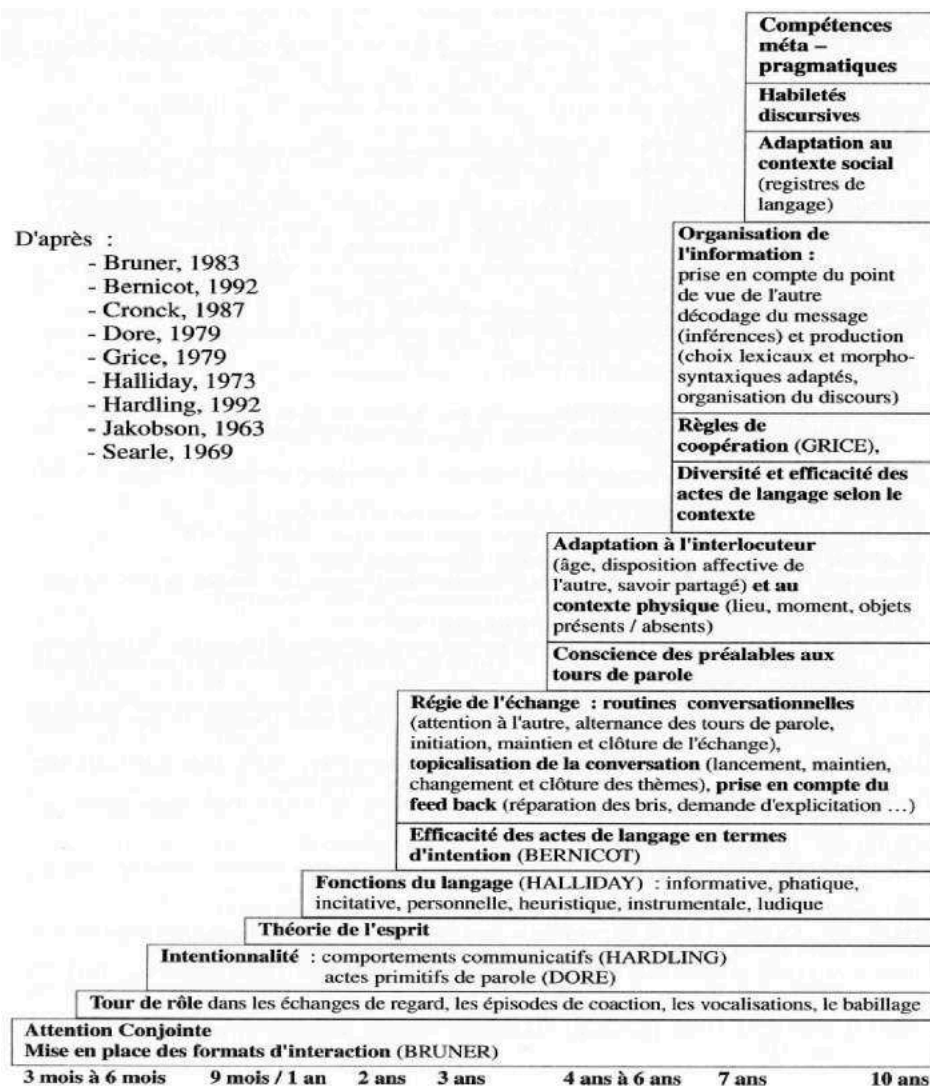 Compétences
méta –
pragmatiques
Habiletés
discursives
Adaptation au
contexte social
(registres de
langage)
D'après :
- Bruner, 1983
- Bernicot, 1992
- Cronck, 1987
- Dore, 1979
- Grice, 1979
- Halliday, 1973
- Hardling, 1992
- Jakobson, 1963
- Searle, 1969
Organisation de
l'information :
prise en compte du point
de vue de l'autre
décodage du message
(inférences) et production
(choix lexicaux et morpho-
syntaxiques adaptés,
organisation du discours)
Règles de
coopération (GRICE),
Diversité et efficacité des
actes de langage selon le
contexte
Adaptation à l'interlocuteur
(âge, disposition affective de
l'autre, savoir partagé) et au
contexte physique (lieu, moment, objets
présents / absents)
Conscience des préalables aux
tours de parole
Régie de l'échange : routines conversationnelles
(attention à l'autre, alternance des tours de parole,
initiation, maintien et clôture de l'échange),
topicalisation de la conversation (lancement, maintien,
changement et clôture des thèmes), prise en compte du
feed back (réparation des bris, demande d'explicitation ...)
Efficacité des actes de langage en termes
d'intention (BERNICOT)
Fonctions du langage (HALLIDAY) : informative, phatique,
incitative, personnelle, heuristique, instrumentale, ludique
Théorie de l'esprit
Intentionnalité : comportements communicatifs (HARDLING)
actes primitifs de parole (DORE)
Tour de rôle dans les échanges de regard, les épisodes de coaction, les vocalisations, le babillage
Attention Conjointe
Mise en place des formats d'interaction (BRUNER)
3 mois à 6 mois 9 mois / 1 an 2 ans 3 ans 4 ans à 6 ans 7 ans 10 ans